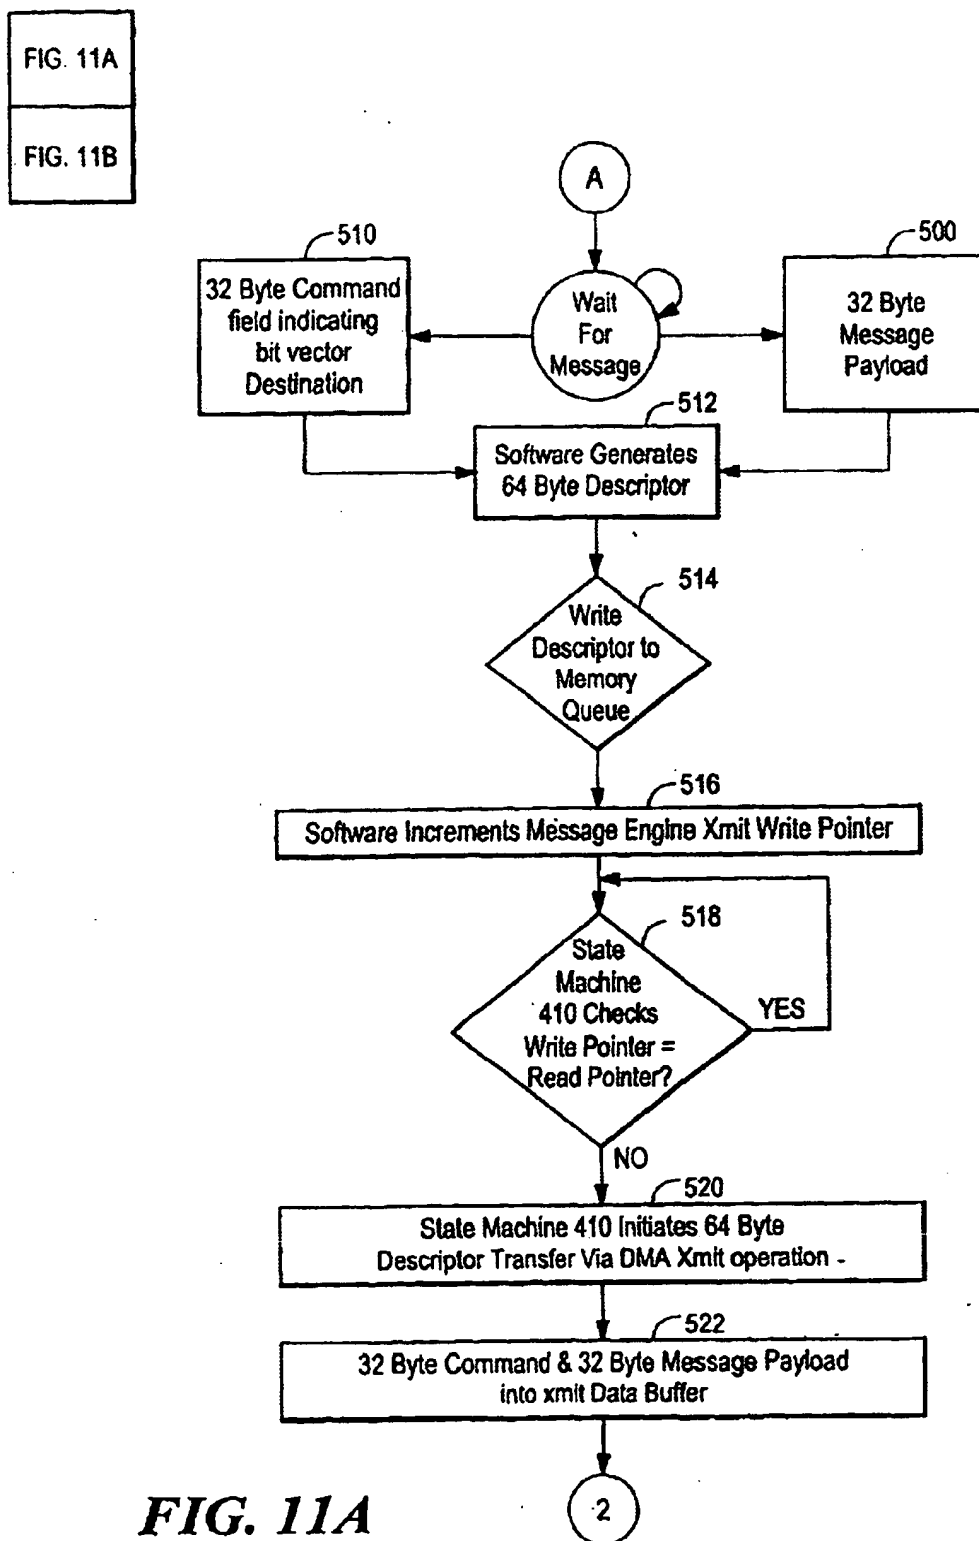 FIG. 11A
FIG. 11B
A
510
500
32 Byte Command
field indicating
bit vector
Destination
Wait
For
Message
32 Byte
Message
Payload
512
Software Generates
64 Byte Descriptor
514
Write
Descriptor to
Memory
Queue
516
Software Increments Message Engine Xmit Write Pointer
518
State
Machine
410 Checks
Write Pointer =
Read Pointer?
YES
NO
520
State Machine 410 Initiates 64 Byte
Descriptor Transfer Via DMA Xmit operation
522
32 Byte Command & 32 Byte Message Payload
into xmit Data Buffer
2
FIG. 11A